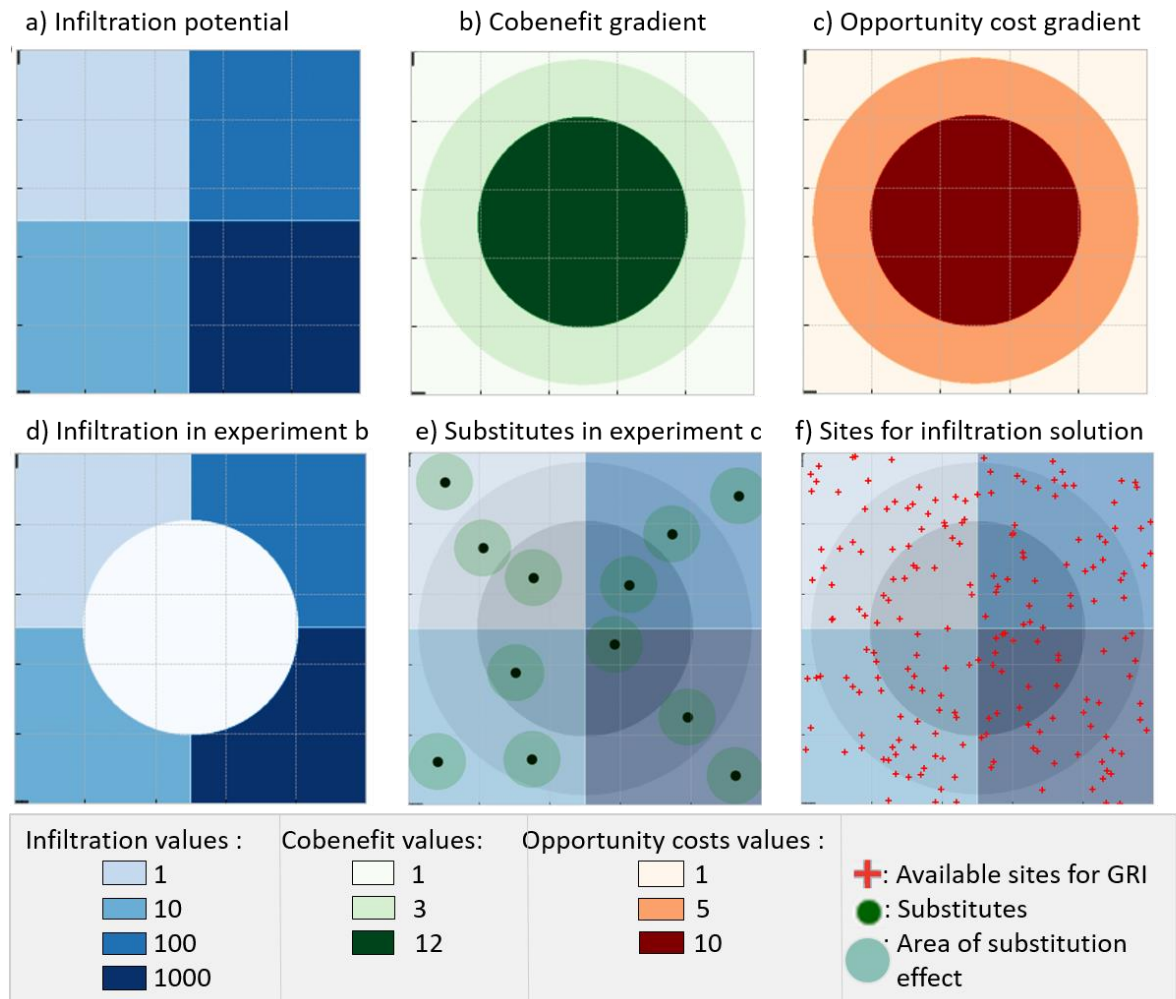 a) Infiltration potential
b) Cobenefit gradient
c) Opportunity cost gradient
d) Infiltration in experiment b
e) Substitutes in experiment c
f) Sites for infiltration solution
Infiltration values :
1
10
100
1000
Cobenefit values:
1
3
12
Opportunity costs values :
1
5
10
: Available sites for GRI
: Substitutes
: Area of substitution
effect